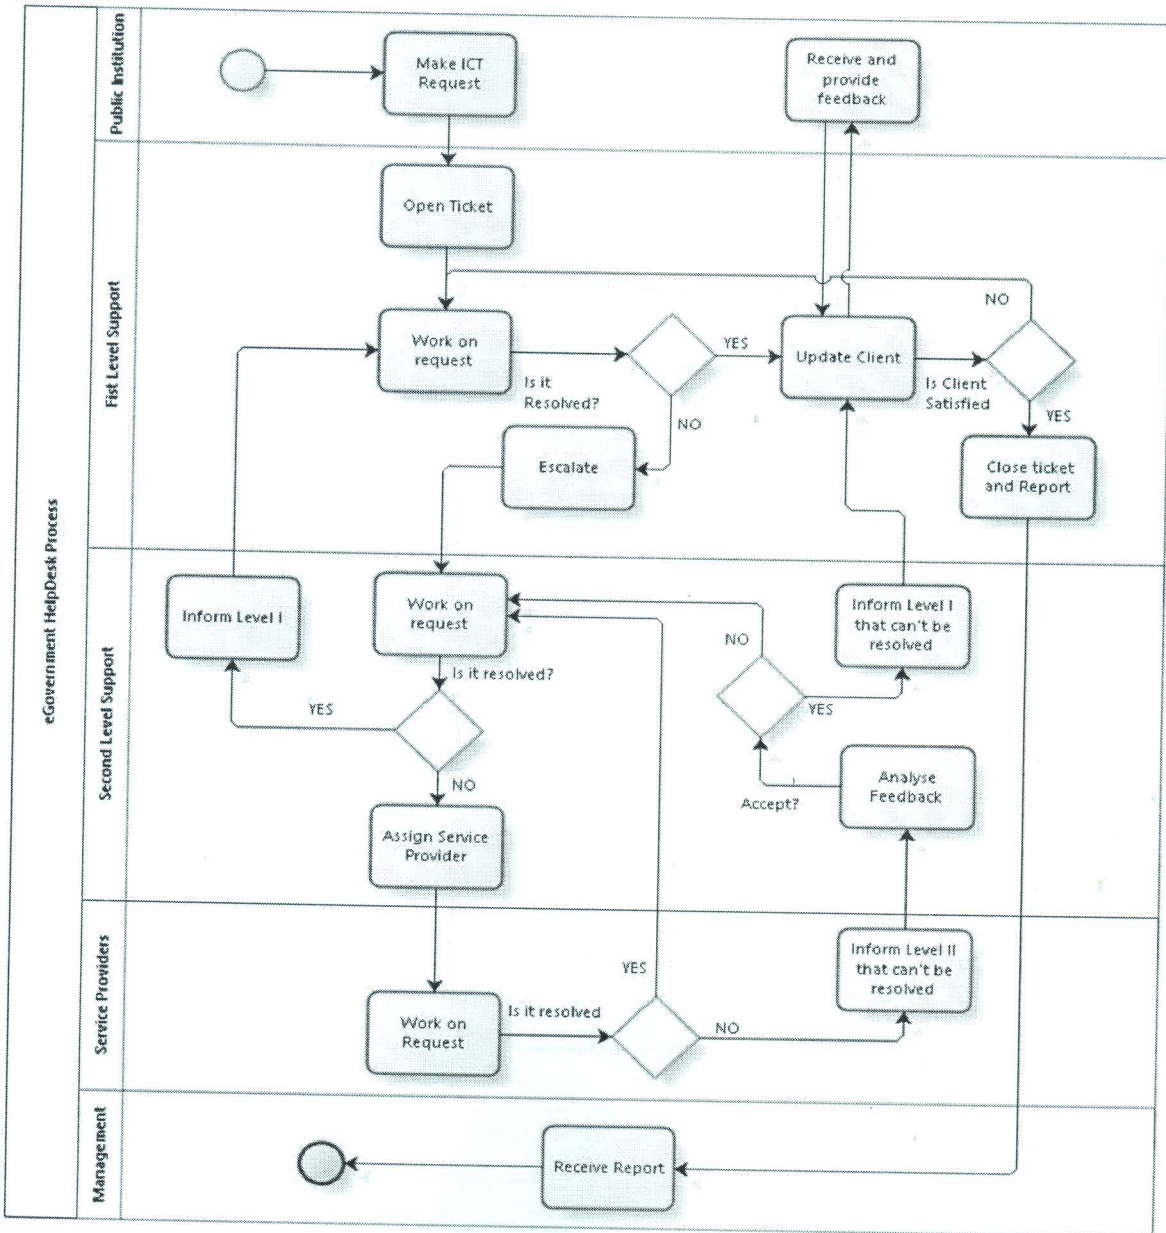 eGovernment HelpDesk Process
Public Institution
Make ICT
Request
Receive and
provide
feedback
Fist Level Support
Open Ticket
NO
Work on
request
YES
Update Client
Is it
Resolved?
Is Client
Satisfied
NO
YES
Escalate
Close ticket
and Report
Second Level Support
Inform Level I
Work on
request
Inform Level I
that can't be
resolved
NO
Is it resolved?
YES
YES
NO
Analyse
Feedback
Accept?
Assign Service
Provider
Service Providers
Inform Level II
that can't be
resolved
YES
Is it resolved
Work on
Request
NO
Management
Receive Report